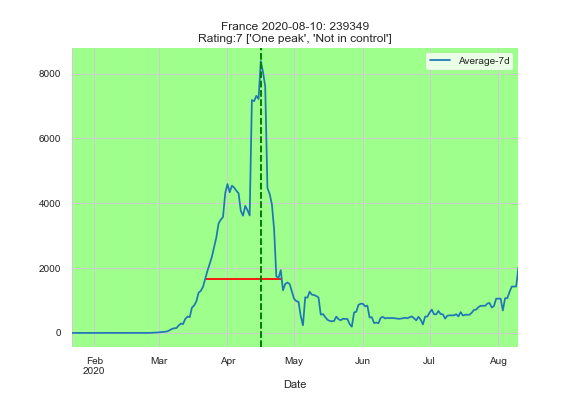 France 2020-08-10: 239349
Rating:7 ['One peak', 'Not in control']
Average-7d
8000
6000
4000
2000
0
Feb Mar Apr May Jun Jul Aug
2020
Date